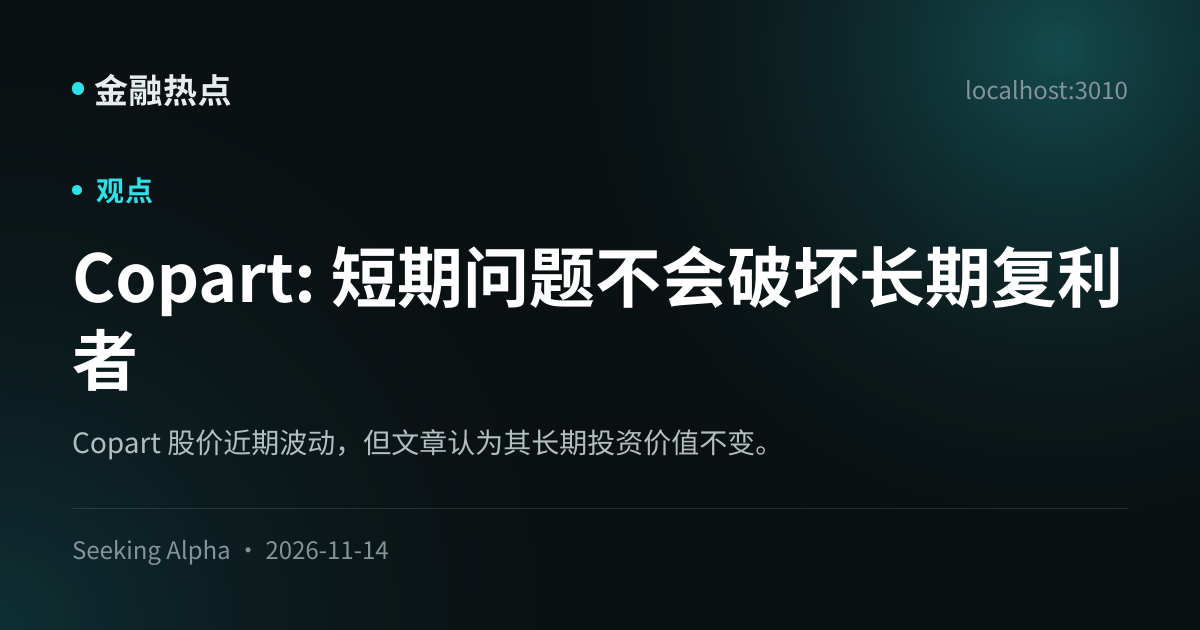 金融热点
localhost:3010
观点
Copart: 短期问题不会破坏长期复利
者
Copart 股价近期波动，但文章认为其长期投资价值不变。
Seeking Alpha · 2026-11-14